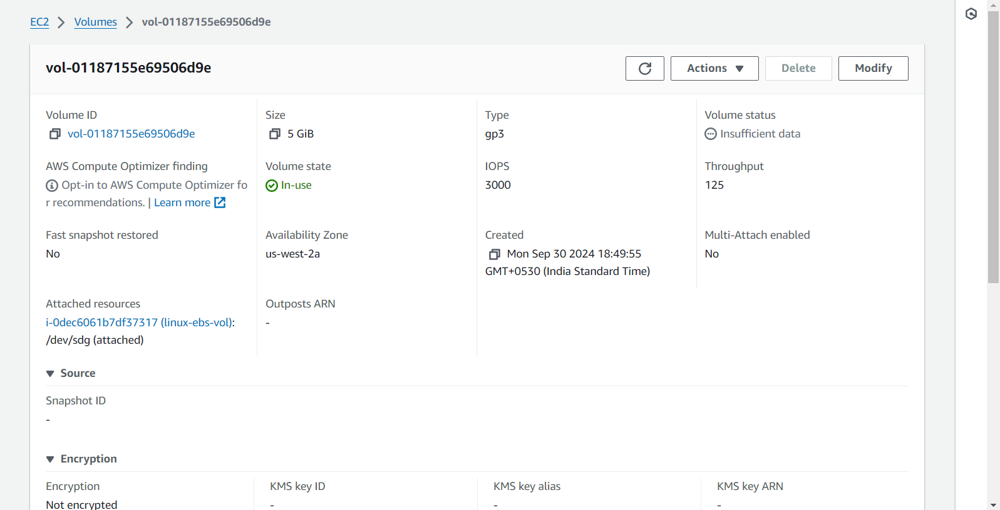 EC2 Volumes vol-01187155e69506d9e
vol-01187155e69506d9e
Actions Delete Modify
Volume ID
vol-01187155e69506d9e
Size
5 GiB
Type
gp3
Volume status
Insufficient data
AWS Compute Optimizer finding
Opt-in to AWS Compute Optimizer fo
r recommendations. | Learn more
Volume state
In-use
IOPS
3000
Throughput
125
Fast snapshot restored
No
Availability Zone
us-west-2a
Created
Mon Sep 30 2024 18:49:55
GMT+0530 (India Standard Time)
Multi-Attach enabled
No
Attached resources
i-0dec6061b7df37317 (linux-ebs-vol):
/dev/sdg (attached)
Outposts ARN
-
Source
Snapshot ID
-
Encryption
Encryption
Not encrypted
KMS key ID
-
KMS key alias
-
KMS key ARN
-